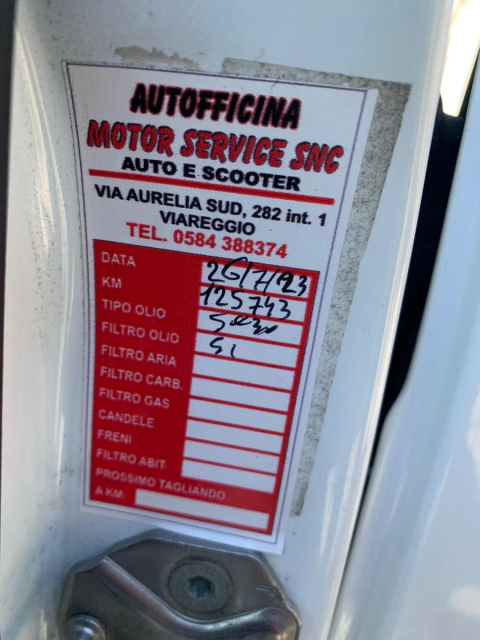 AUTOFFICINA
MOTOR SERVICE SNC
AUTO E SCOOTER
VIA AURELIA SUD, 282 int. 1
VIAREGGIO
TEL. 0584 388374
DATA 26/7/23
KM 125743
TIPO OLIO 5W30
FILTRO OLIO SI
FILTRO ARIA
FILTRO CARB.
FILTRO GAS
CANDELE
FRENI
FILTRO ABIT.
PROSSIMO TAGLIANDO
A KM: